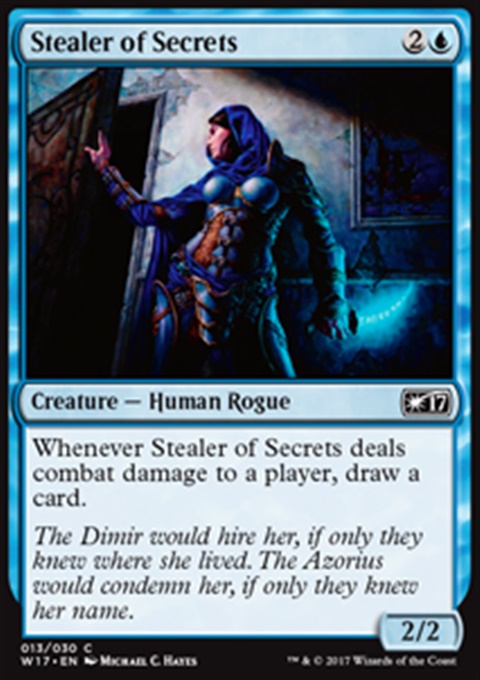 Stealer of Secrets 2
Creature — Human Rogue
17
Whenever Stealer of Secrets deals
combat damage to a player, draw a
card.
The Dimir would hire her, if only they
knew where she lived. The Azorius
would condemn her, if only they knew
her name.
2/2
013/030 C
W17 • EN Michael C. Hayes
™ & © 2017 Wizards of the Coast